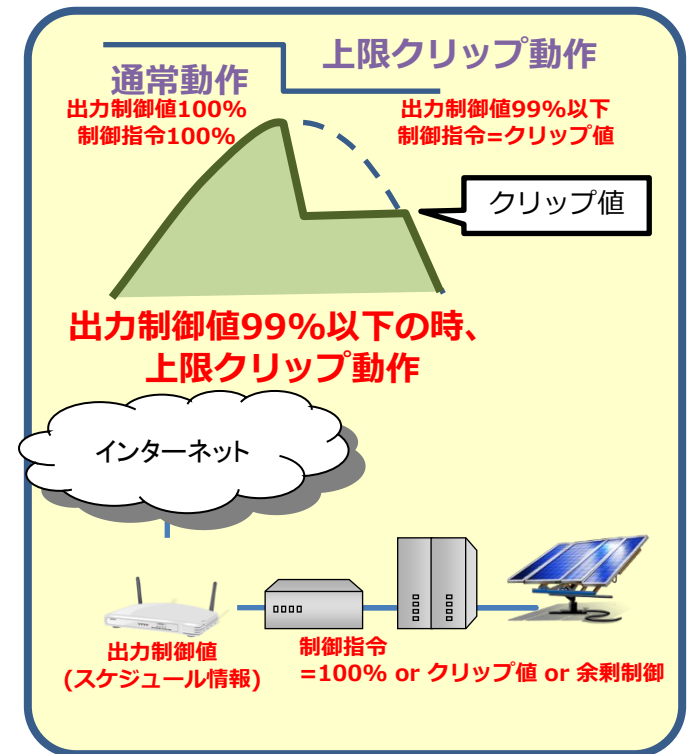 通常動作
上限クリップ動作
出力制御値100%
制御指令100%
出力制御値99%以下
制御指令=クリップ値
クリップ値
出力制御値99%以下の時、
上限クリップ動作
インターネット
出力制御値
(スケジュール情報)
制御指令
=100% or クリップ値 or 余剰制御